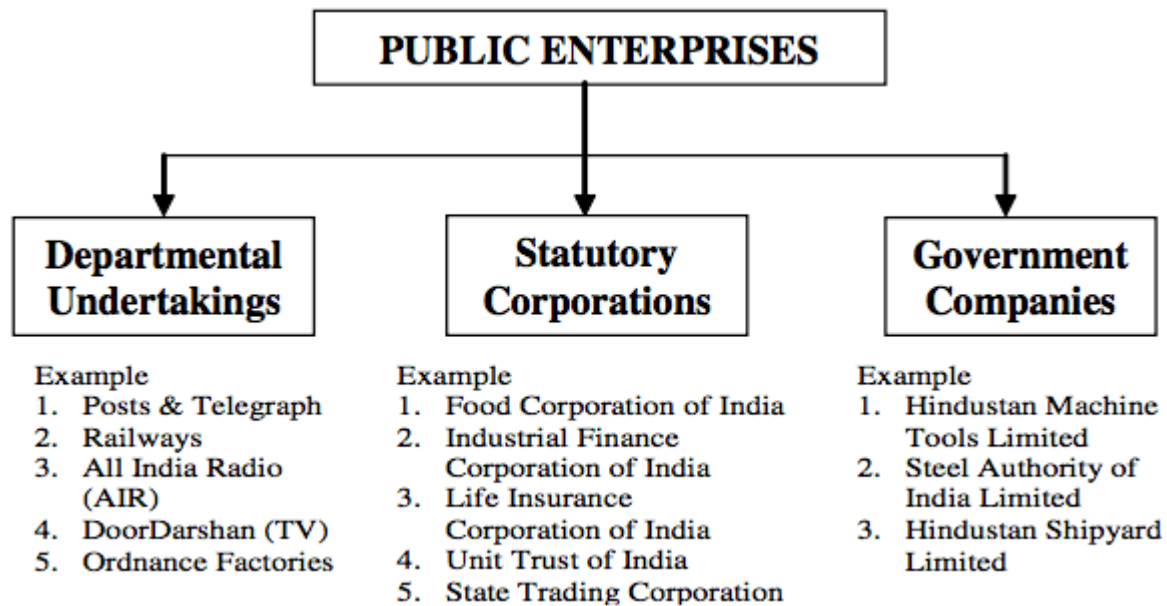 PUBLIC ENTERPRISES
Departmental
Undertakings
Example
1. Posts & Telegraph
2. Railways
3. All India Radio
(AIR)
4. DoorDarshan (TV)
5. Ordnance Factories
Statutory
Corporations
Example
1. Food Corporation of India
2. Industrial Finance
Corporation of India
3. Life Insurance
Corporation of India
4. Unit Trust of India
5. State Trading Corporation
Government
Companies
Example
1. Hindustan Machine
Tools Limited
2. Steel Authority of
India Limited
3. Hindustan Shipyard
Limited